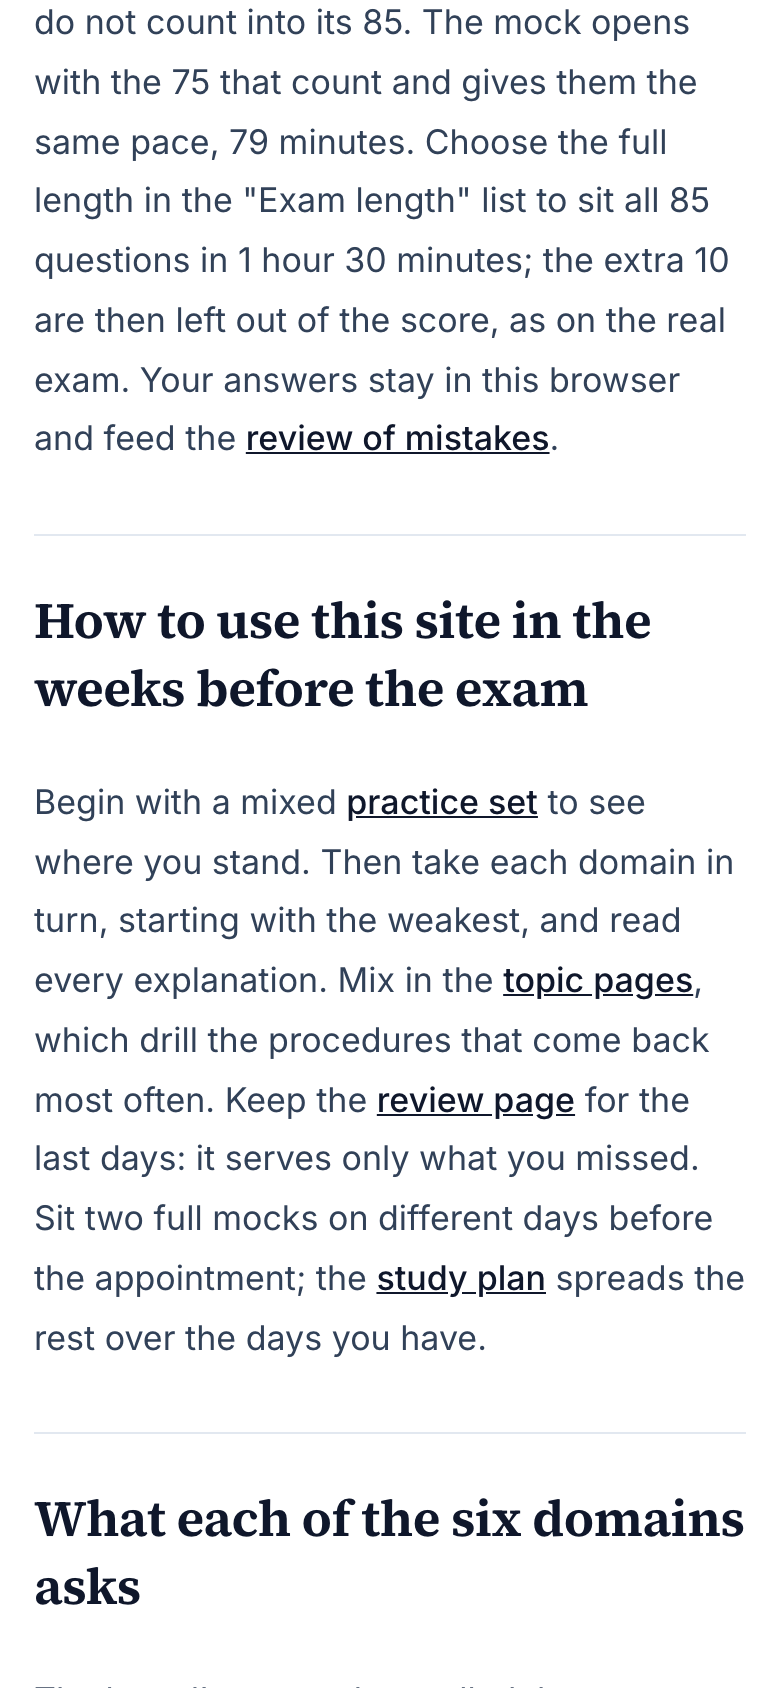 do not count into its 85. The mock opens
with the 75 that count and gives them the
same pace, 79 minutes. Choose the full
length in the "Exam length" list to sit all 85
questions in 1 hour 30 minutes; the extra 10
are then left out of the score, as on the real
exam. Your answers stay in this browser
and feed the review of mistakes.
How to use this site in the
weeks before the exam
Begin with a mixed practice set to see
where you stand. Then take each domain in
turn, starting with the weakest, and read
every explanation. Mix in the topic pages,
which drill the procedures that come back
most often. Keep the review page for the
last days: it serves only what you missed.
Sit two full mocks on different days before
the appointment; the study plan spreads the
rest over the days you have.
What each of the six domains
asks